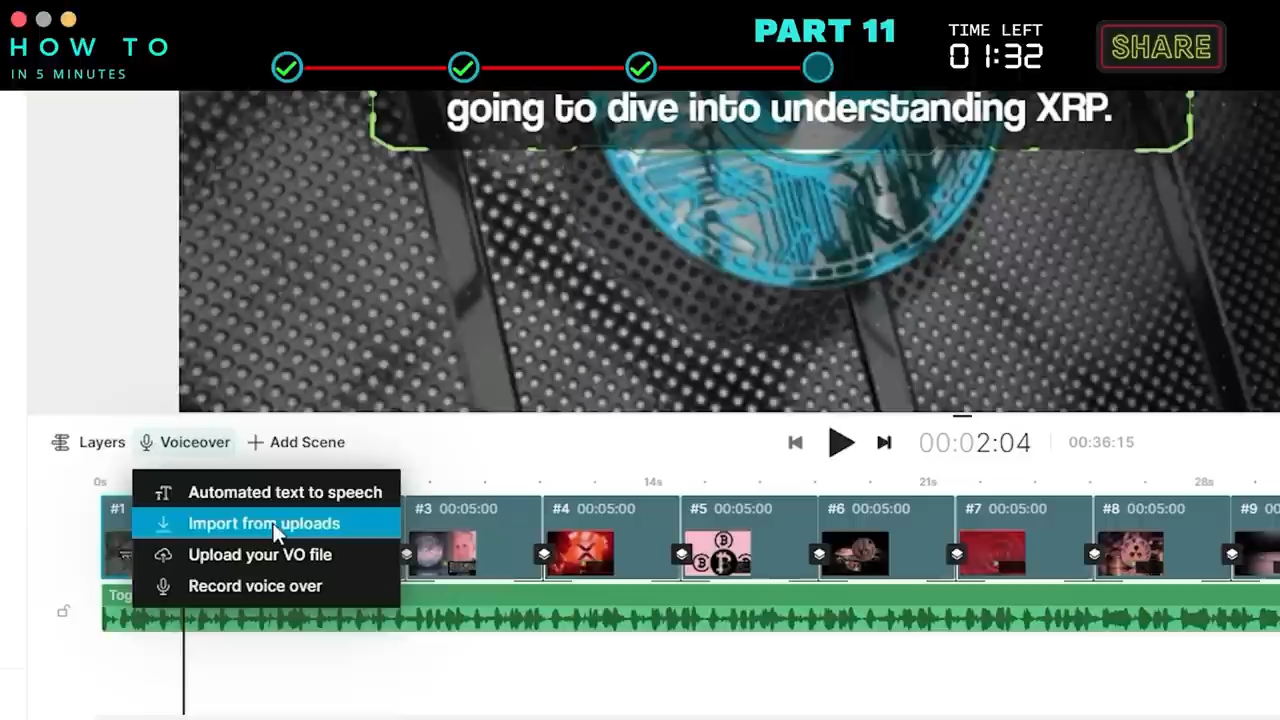 HOW TO
IN 5 MINUTES
PART 11
TIME LEFT
01:32
SHARE
going to dive into understanding XRP.
Layers
Voiceover
Add Scene
00:02:04
00:36:15
Automated text to speech
Import from uploads
Upload your VO file
Record voice over
0s
14s
21s
28s
#1
#3 00:05:00
#4 00:05:00
#5 00:05:00
#6 00:05:00
#7 00:05:00
#8 00:05:00
#9 00
Tog